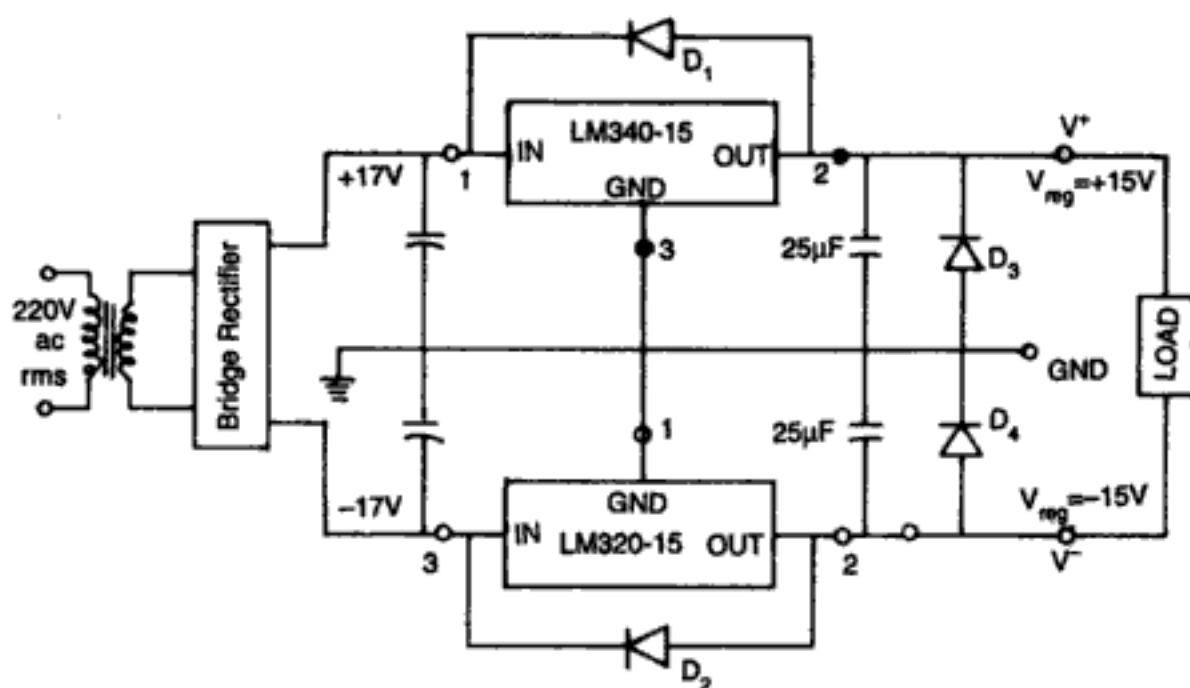 D₁
LM340-15
IN
OUT
GND
+17V
1
2
3
V⁺
Vreg=+15V
25µF
D₃
220V
ac
rms
Bridge Rectifier
GND
LOAD
1
25µF
D₄
−17V
GND
IN
LM320-15
OUT
3
2
Vreg=−15V
V⁻
D₂